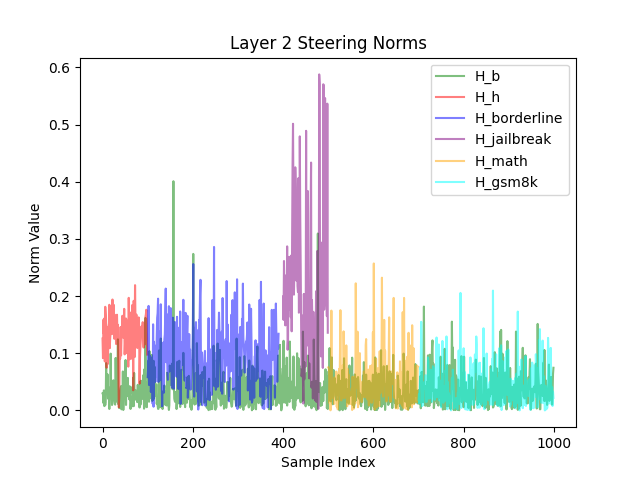 Layer 2 Steering Norms
Norm Value
0.6
0.5
0.4
0.3
0.2
0.1
0.0
H_b
H_h
H_borderline
H_jailbreak
H_math
H_gsm8k
0 200 400 600 800 1000
Sample Index